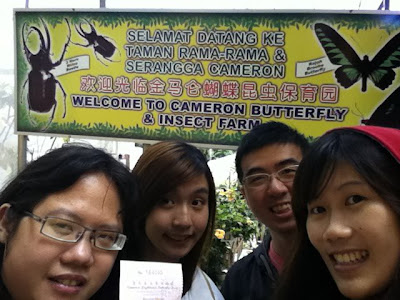 SELAMAT DATANG KE
TAMAN RAMA-RAMA &
SERANGGA CAMERON
欢迎光临金马仑蝴蝶昆虫保育园
WELCOME TO CAMERON BUTTERFLY
& INSECT FARM